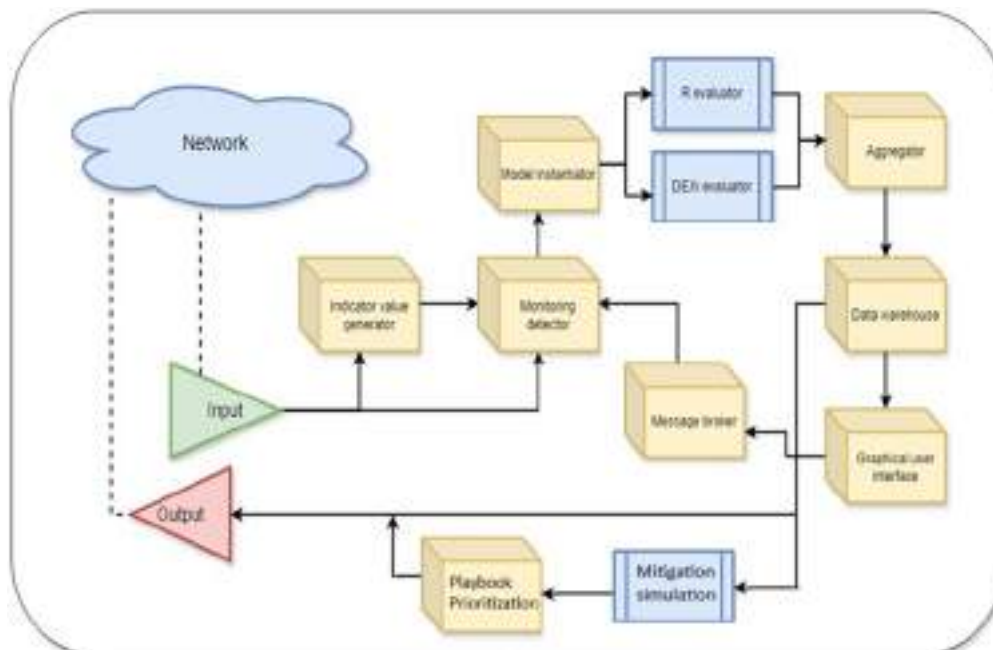 Network
R evaluator
Aggregator
Model instantiator
DEXi evaluator
Indicator value
generator
Monitoring
detector
Data warehouse
Input
Message broker
Graphical user
interface
Output
Playbook
Prioritization
Mitigation
simulation